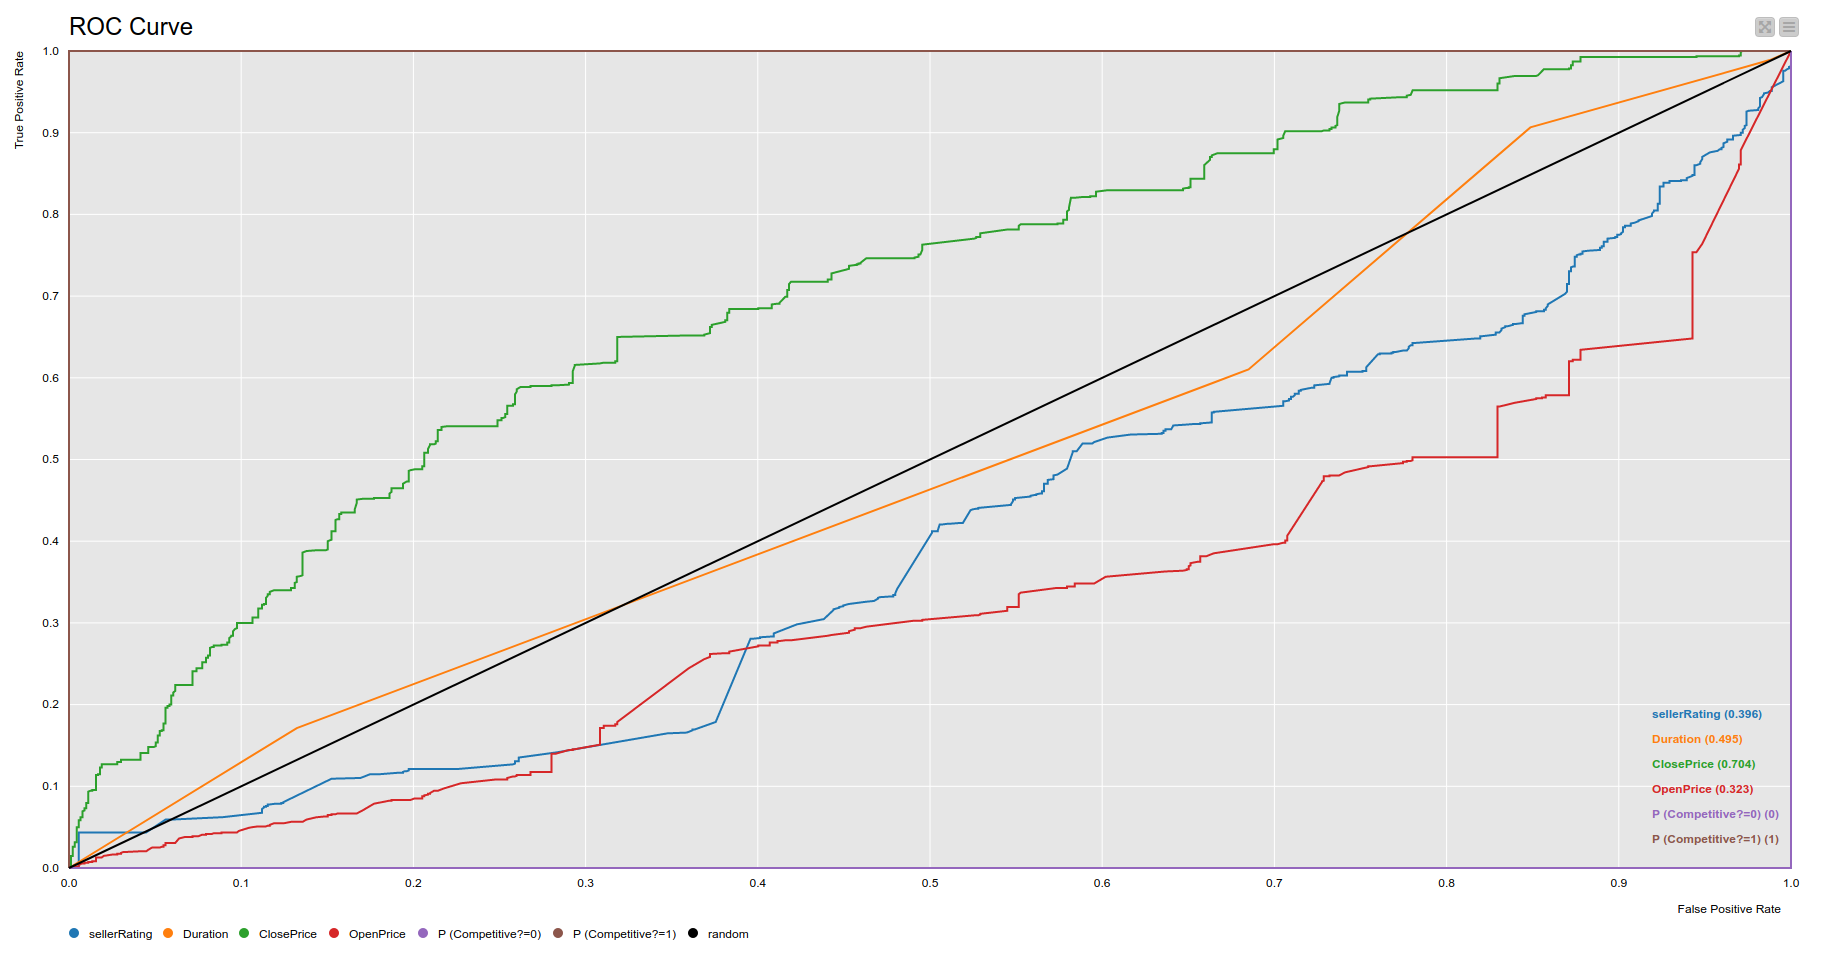 ROC Curve
True Positive Rate
1.0
0.9
0.8
0.7
0.6
0.5
0.4
0.3
0.2
0.1
0.0
sellerRating (0.396)
Duration (0.495)
ClosePrice (0.704)
OpenPrice (0.323)
P (Competitive?=0) (0)
P (Competitive?=1) (1)
0.0 0.1 0.2 0.3 0.4 0.5 0.6 0.7 0.8 0.9 1.0
False Positive Rate
sellerRating Duration ClosePrice OpenPrice P (Competitive?=0) P (Competitive?=1) random